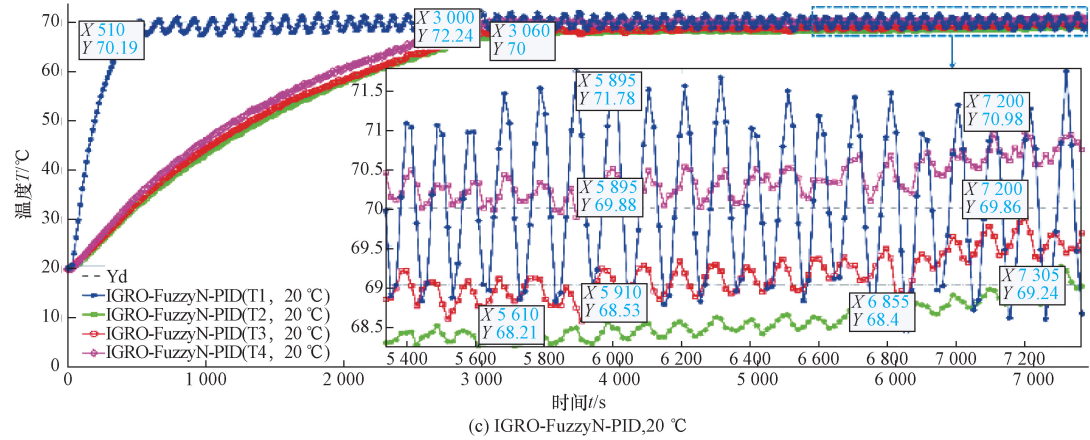 70
60
50
40
30
20
10
0
温度T/℃
X 510
Y 70.19
X 3 000
Y 72.24
X 3 060
Y 70
71.5
71
70.5
70
69.5
69
68.5
X 5 895
Y 71.78
X 7 200
Y 70.98
X 5 895
Y 69.88
X 7 200
Y 69.86
X 5 910
Y 68.53
X 7 305
Y 69.24
X 5 610
Y 68.21
X 6 855
Y 68.4
5 400 5 600 5 800 6 000 6 200 6 400 6 600 6 800 7 000 7 200
Yd
IGRO-FuzzyN-PID(T1，20 ℃)
IGRO-FuzzyN-PID(T2，20 ℃)
IGRO-FuzzyN-PID(T3，20 ℃)
IGRO-FuzzyN-PID(T4，20 ℃)
0 1 000 2 000 3 000 4 000 5 000 6 000 7 000
时间t/s
(c) IGRO-FuzzyN-PID,20 ℃